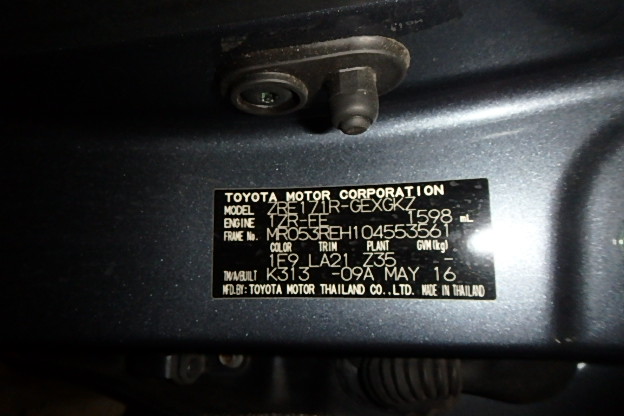 TOYOTA MOTOR CORPORATION
MODEL ZRE171R-GEXGKZ
ENGINE 1ZR-FE 1598 mL
FRAME No. MR053REH104553561
COLOR TRIM PLANT GVM(kg)
1E9 LA21 Z35 -
TM/A/BUILT K313 -09A MAY 16
MFD.BY: TOYOTA MOTOR THAILAND CO.,LTD. MADE IN THAILAND